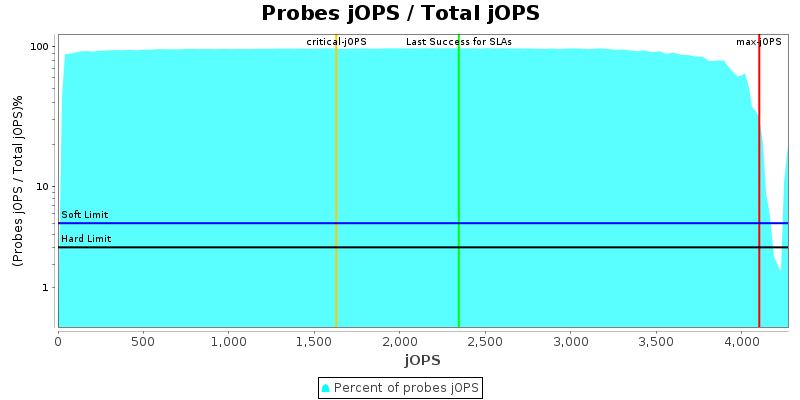 Probes jOPS / Total jOPS
(Probes jOPS / Total jOPS)%
100
10
1
critical-jOPS
Last Success for SLAs
max-jOPS
Soft Limit
Hard Limit
0 500 1,000 1,500 2,000 2,500 3,000 3,500 4,000
jOPS
Percent of probes jOPS